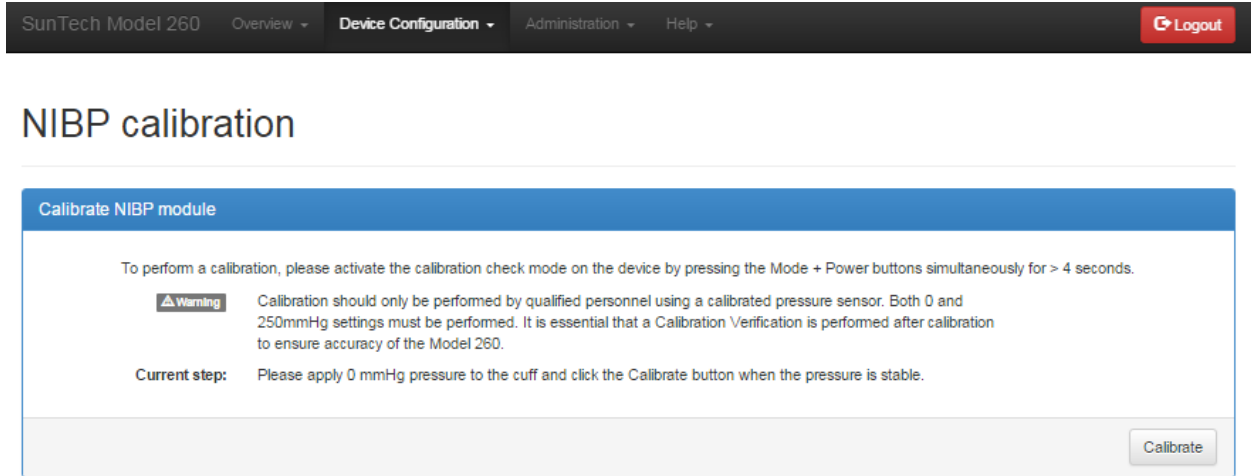 SunTech Model 260 Overview Device Configuration Administration Help Logout
NIBP calibration
Calibrate NIBP module
To perform a calibration, please activate the calibration check mode on the device by pressing the Mode + Power buttons simultaneously for > 4 seconds.
Warning Calibration should only be performed by qualified personnel using a calibrated pressure sensor. Both 0 and
250mmHg settings must be performed. It is essential that a Calibration Verification is performed after calibration
to ensure accuracy of the Model 260.
Current step: Please apply 0 mmHg pressure to the cuff and click the Calibrate button when the pressure is stable.
Calibrate